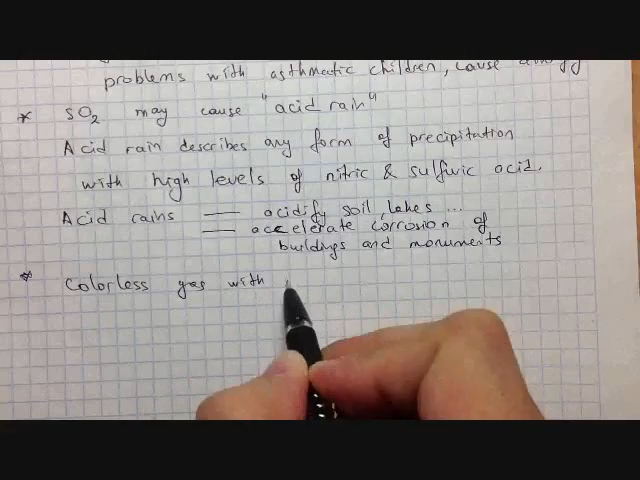 problems with asthmatic children, cause
* SO2 may cause "acid rain"
Acid rain describes any form of precipitation
with high levels of nitric & sulfuric acid.
Acid rains — acidify soil, lakes ...
— accelerate corrosion of
buildings and monuments
* Colorless gas with